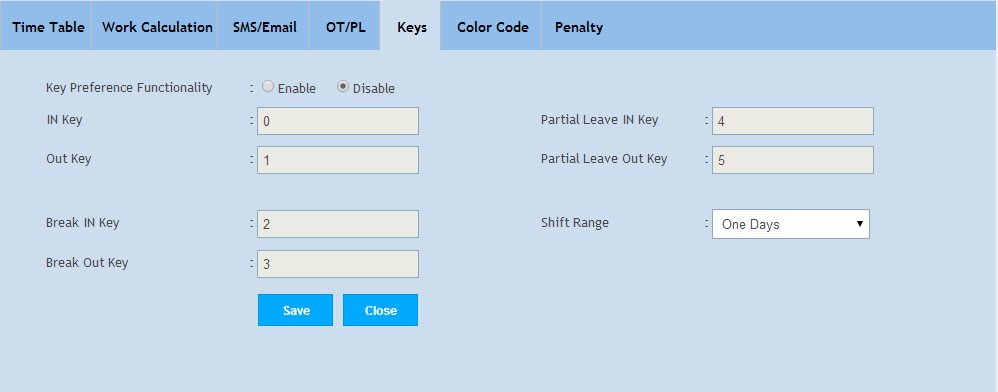 Time Table Work Calculation SMS/Email OT/PL Keys Color Code Penalty
Key Preference Functionality : Enable Disable
IN Key : 0 Partial Leave IN Key : 4
Out Key : 1 Partial Leave Out Key : 5
Break IN Key : 2 Shift Range : One Days
Break Out Key : 3
Save Close